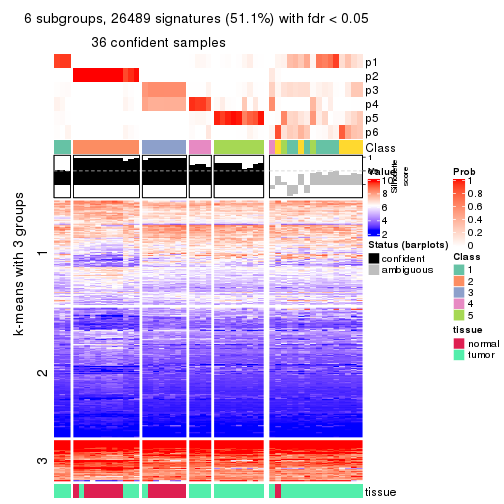 6 subgroups, 26489 signatures (51.1%) with fdr < 0.05
36 confident samples
p1
p2
p3
p4
p5
p6
Class
1
Silhouette
score
Value
10
8
6
4
2
Prob
1
0.8
0.6
0.4
0.2
0
Status (barplots)
confident
ambiguous
Class
1
2
3
4
5
tissue
normal
tumor
k-means with 3 groups
1
2
3
tissue